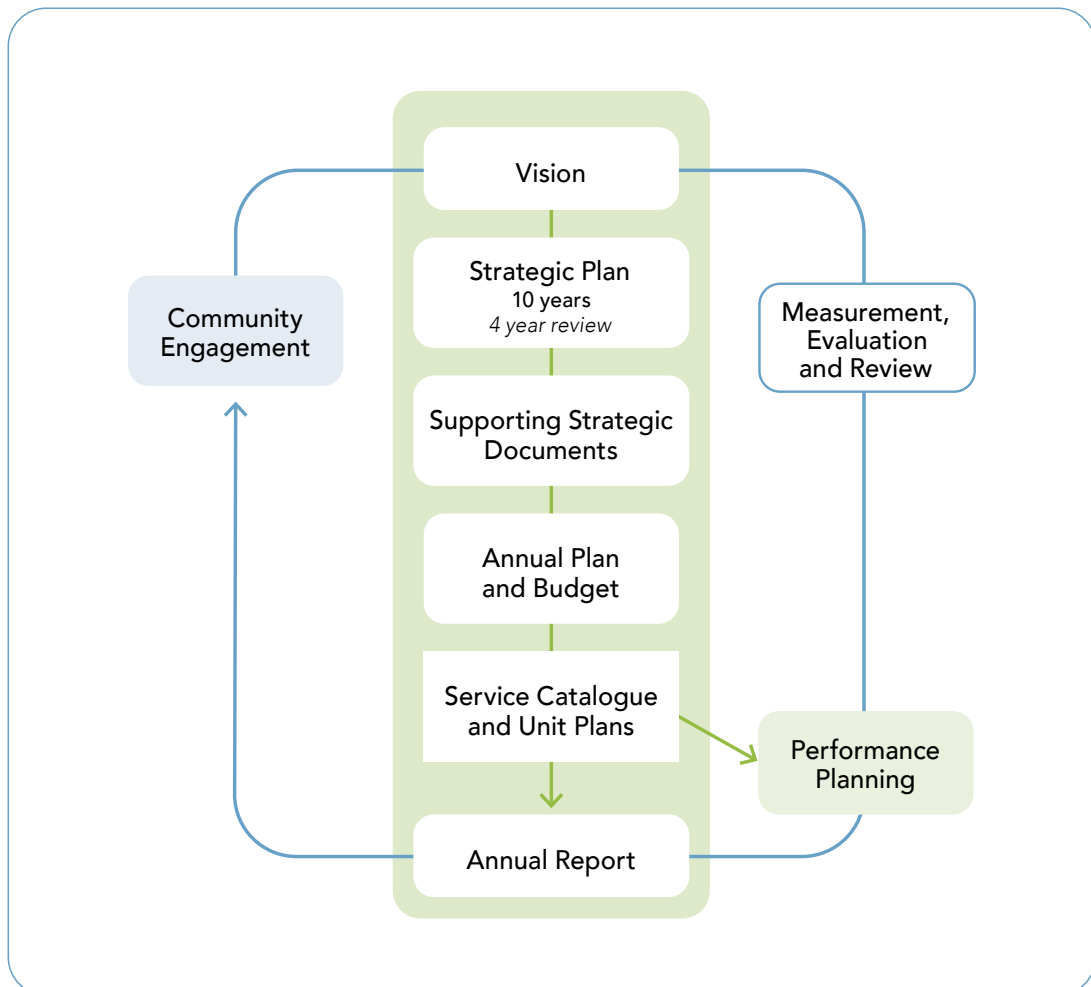 Vision
Strategic Plan
10 years
4 year review
Community
Engagement
Measurement,
Evaluation
and Review
Supporting Strategic
Documents
Annual Plan
and Budget
Service Catalogue
and Unit Plans
Performance
Planning
Annual Report